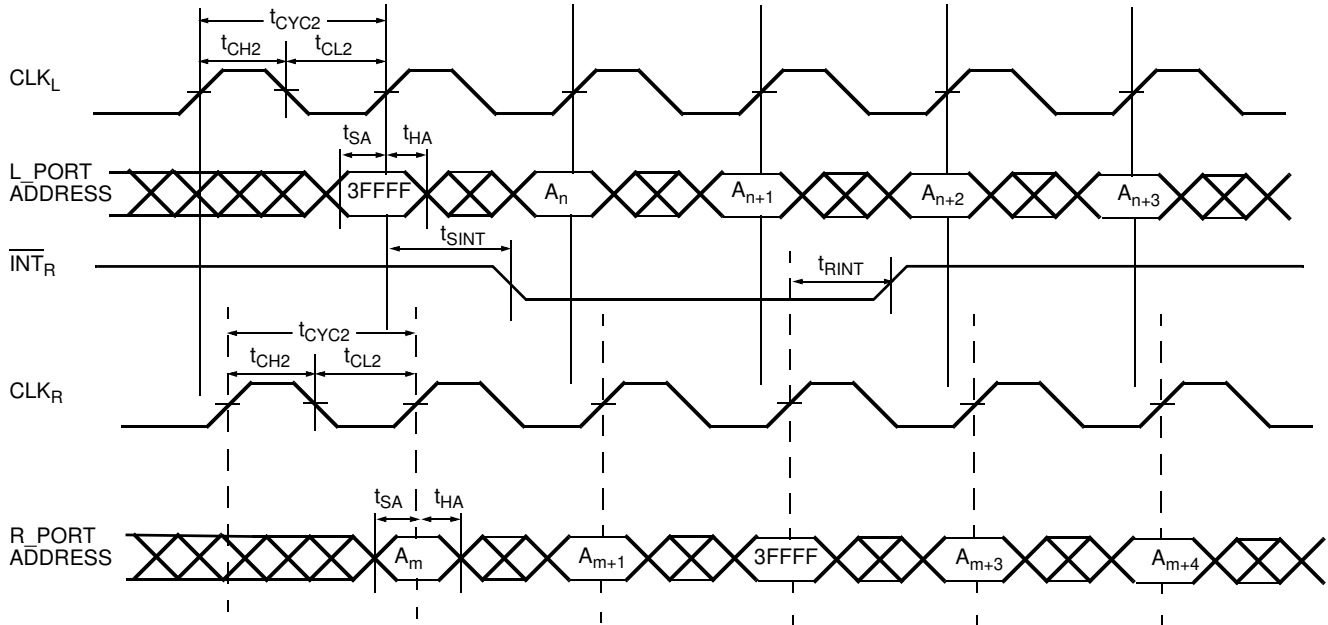 tCYC2
tCH2 tCL2
CLKL
tSA tHA
L_PORT
ADDRESS
3FFFF An An+1 An+2 An+3
tSINT
INTR
tRINT
tCYC2
tCH2 tCL2
CLKR
tSA tHA
R_PORT
ADDRESS
Am Am+1 3FFFF Am+3 Am+4